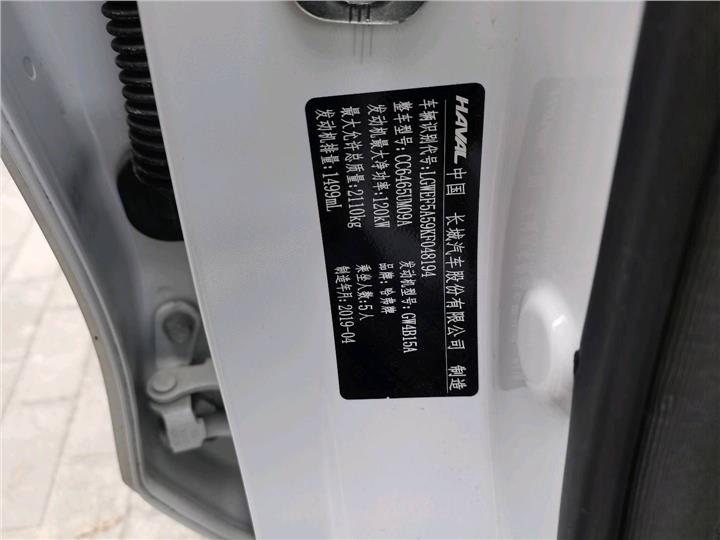 HAVAL 中国 长城汽车股份有限公司 制造
车辆识别代号:LGWEF5A59KF048194
整车型号:CC6465UM09A 发动机型号:GW4B15A
发动机最大净功率:120kW 品牌:哈弗牌
最大允许总质量:2110kg 乘坐人数:5人
发动机排量:1499mL 制造年月:2019-04